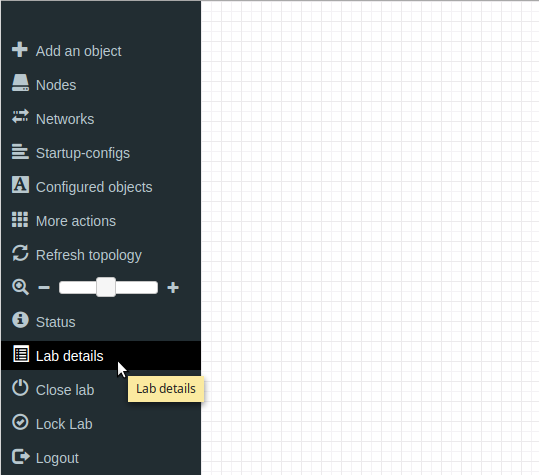 Add an object
Nodes
Networks
Startup-configs
A Configured objects
More actions
Refresh topology
Status
Lab details
Lab details
Close lab
Lock Lab
Logout